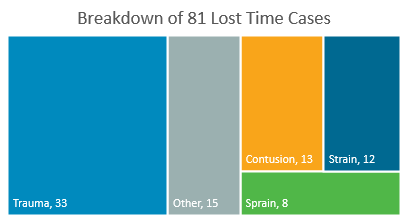 Breakdown of 81 Lost Time Cases
Contusion, 13
Strain, 12
Trauma, 33
Other, 15
Sprain, 8